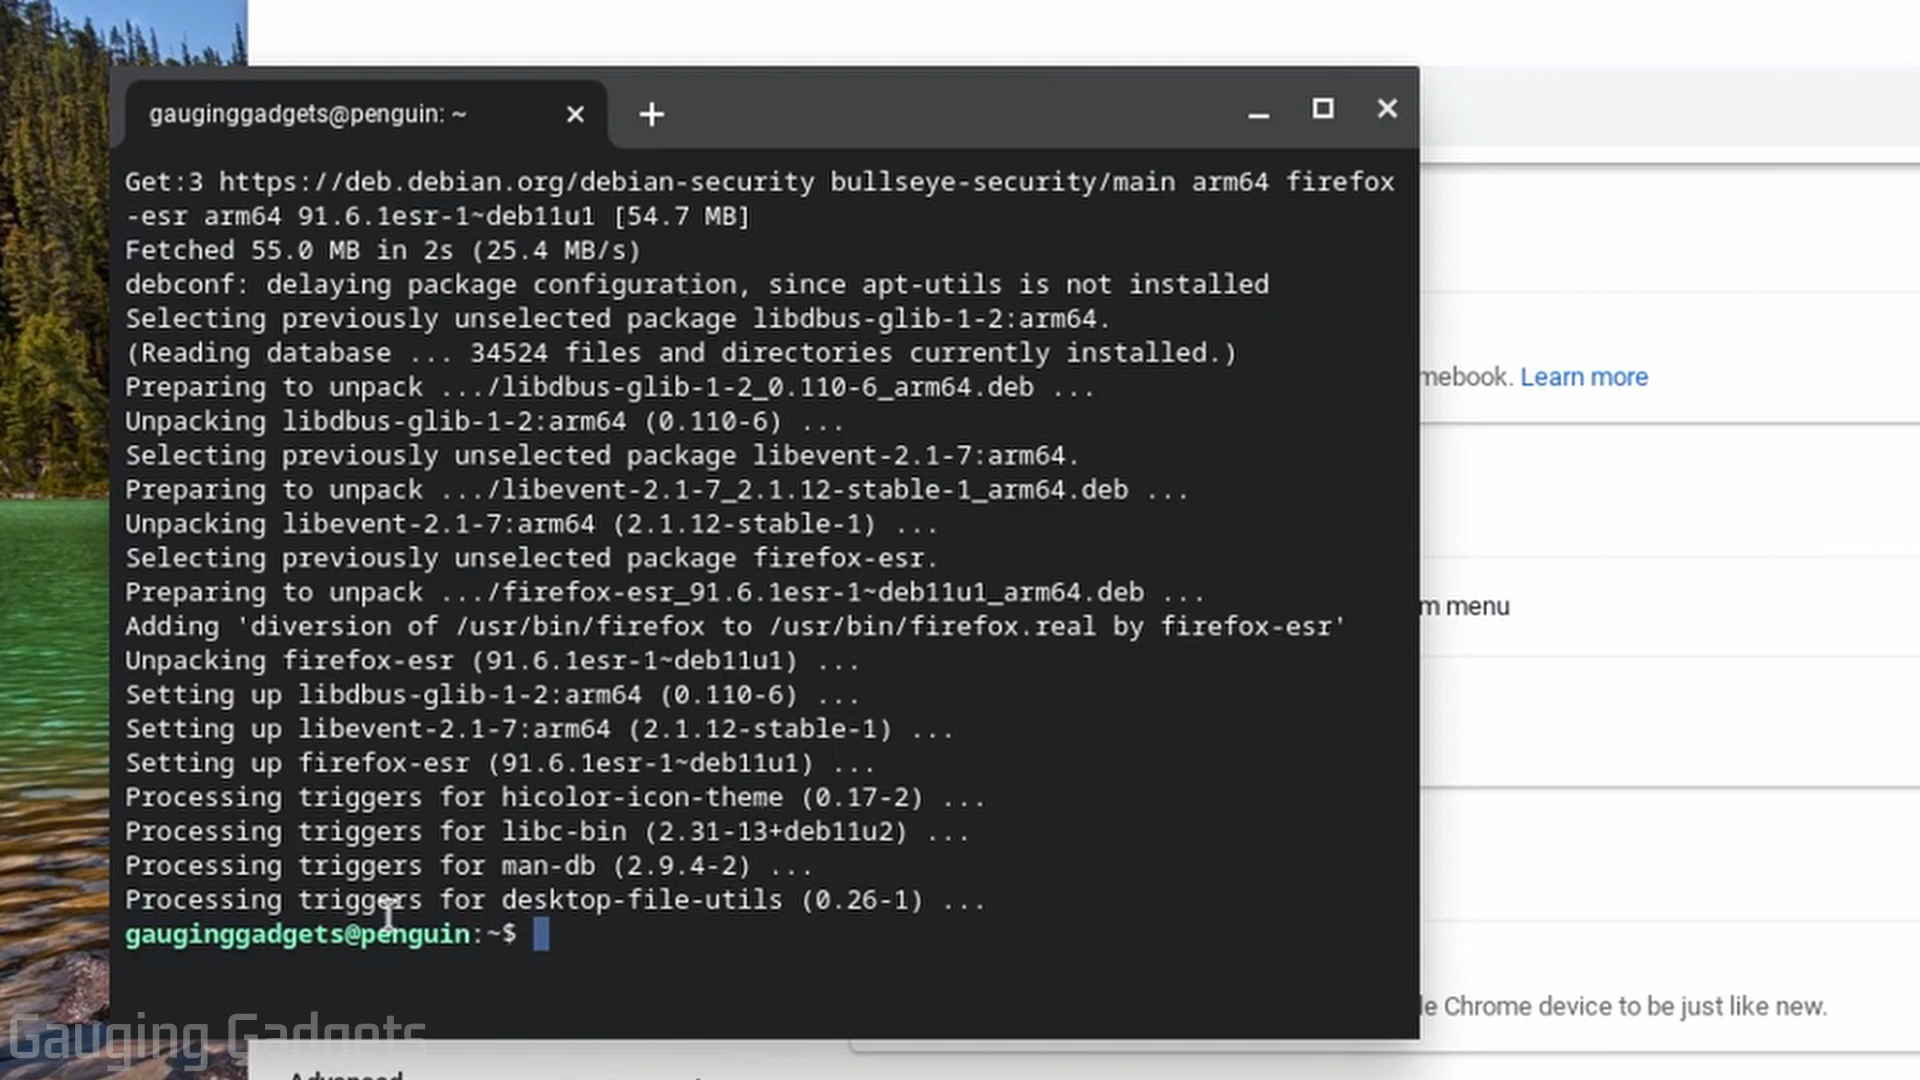 gauginggadgets@penguin: ~
Get:3 https://deb.debian.org/debian-security bullseye-security/main arm64 firefox
-esr arm64 91.6.1esr-1~deb11u1 [54.7 MB]
Fetched 55.0 MB in 2s (25.4 MB/s)
debconf: delaying package configuration, since apt-utils is not installed
Selecting previously unselected package libdbus-glib-1-2:arm64.
(Reading database ... 34524 files and directories currently installed.)
Preparing to unpack .../libdbus-glib-1-2_0.110-6_arm64.deb ...
Unpacking libdbus-glib-1-2:arm64 (0.110-6) ...
Selecting previously unselected package libevent-2.1-7:arm64.
Preparing to unpack .../libevent-2.1-7_2.1.12-stable-1_arm64.deb ...
Unpacking libevent-2.1-7:arm64 (2.1.12-stable-1) ...
Selecting previously unselected package firefox-esr.
Preparing to unpack .../firefox-esr_91.6.1esr-1~deb11u1_arm64.deb ...
Adding 'diversion of /usr/bin/firefox to /usr/bin/firefox.real by firefox-esr'
Unpacking firefox-esr (91.6.1esr-1~deb11u1) ...
Setting up libdbus-glib-1-2:arm64 (0.110-6) ...
Setting up libevent-2.1-7:arm64 (2.1.12-stable-1) ...
Setting up firefox-esr (91.6.1esr-1~deb11u1) ...
Processing triggers for hicolor-icon-theme (0.17-2) ...
Processing triggers for libc-bin (2.31-13+deb11u2) ...
Processing triggers for man-db (2.9.4-2) ...
Processing triggers for desktop-file-utils (0.26-1) ...
gauginggadgets@penguin:~$
mebook. Learn more
m menu
le Chrome device to be just like new.
Gauging Gadgets
Advanced